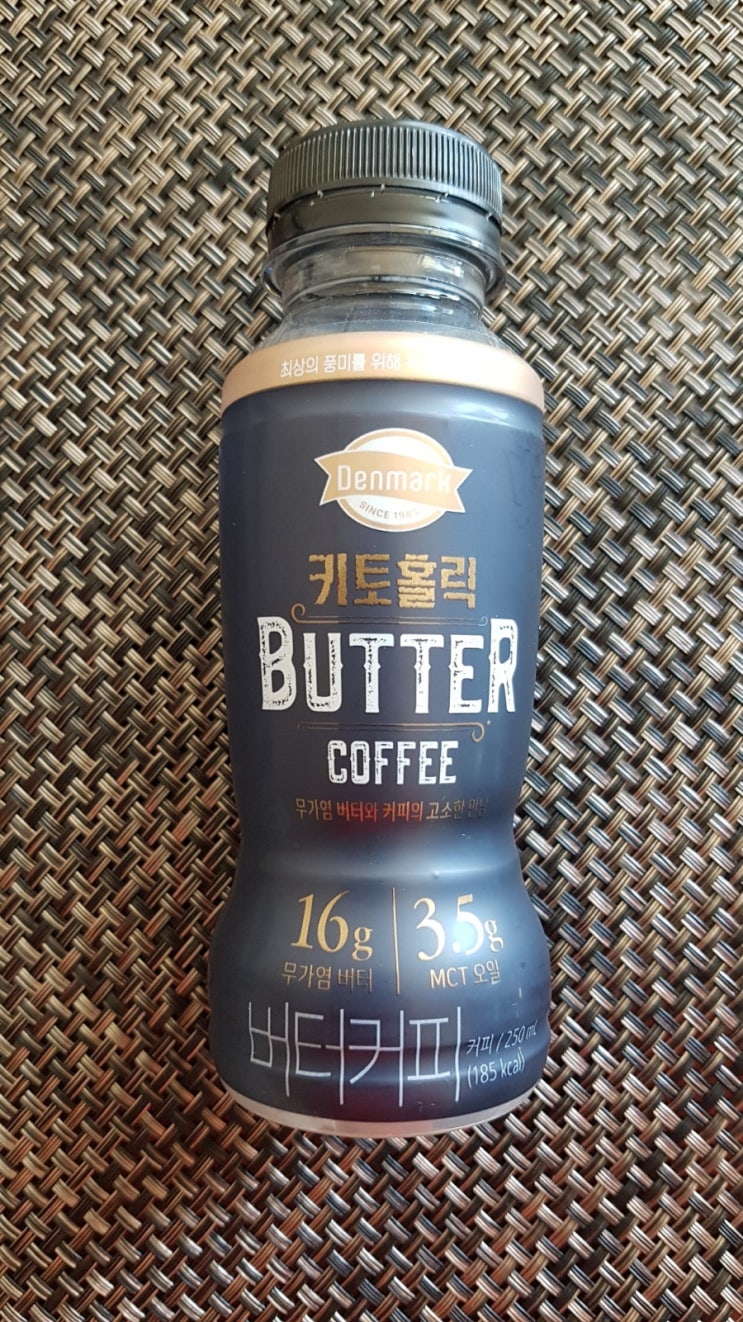 최상의 풍미를 위해
Denmark
SINCE 1985
키토홀릭
BUTTER
COFFEE
무가염 버터와 커피의 고소한 만남
16g
무가염 버터
3.5g
MCT 오일
버터커피
커피 / 250 mL
(185 kcal)